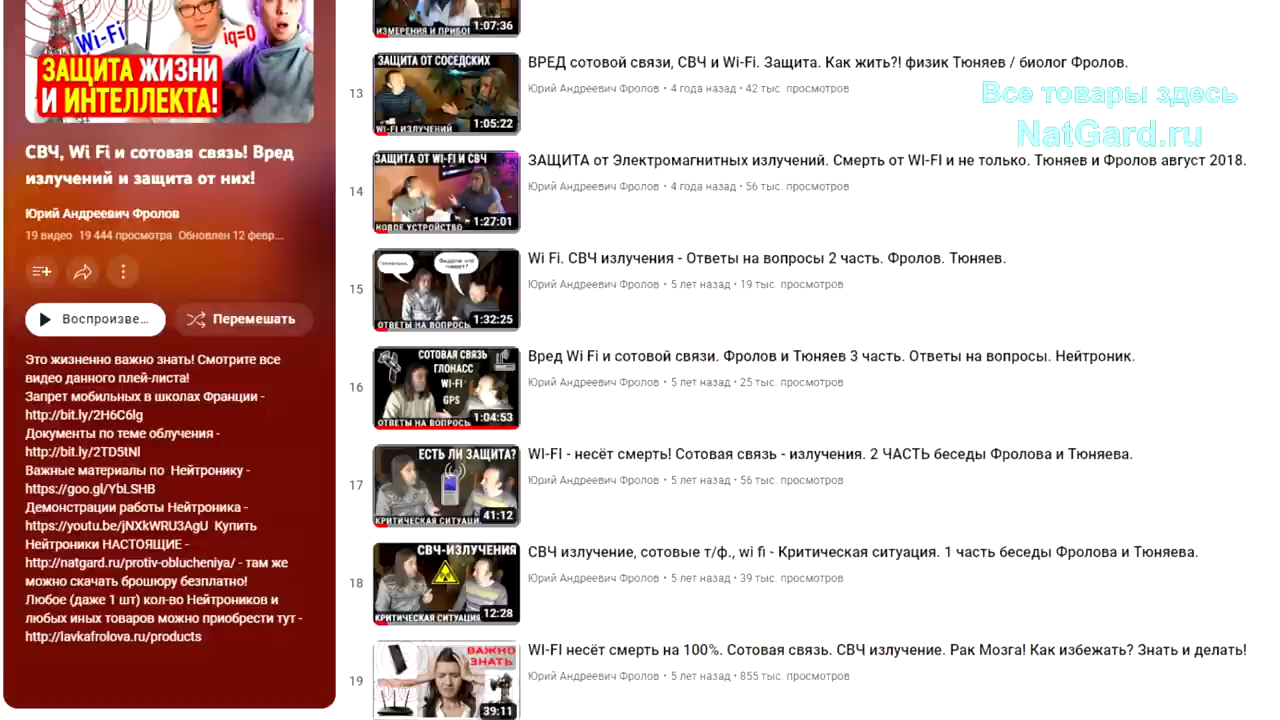 Wi-Fi
iq=0
ЗАЩИТА ЖИЗНИ
И ИНТЕЛЛЕКТА!
СВЧ, Wi Fi и сотовая связь! Вред
излучений и защита от них!
Юрий Андреевич Фролов
19 видео 19 444 просмотра Обновлен 12 февр...
Воспроизве...
Перемешать
Это жизненно важно знать! Смотрите все
видео данного плей-листа!
Запрет мобильных в школах Франции -
http://bit.ly/2H6C6lg
Документы по теме облучения -
http://bit.ly/2TD5tNl
Важные материалы по Нейтронику -
https://goo.gl/YbLSHB
Демонстрации работы Нейтроника -
https://youtu.be/jNXkWRU3AgU Купить
Нейтроники НАСТОЯЩИЕ -
http://natgard.ru/protiv-oblucheniya/ - там же
можно скачать брошюру бесплатно!
Любое (даже 1 шт) кол-во Нейтроников и
любых иных товаров можно приобрести тут -
http://lavkafrolova.ru/products
ИЗМЕРЕНИЯ И ПРИБО
1:07:36
13
ЗАЩИТА ОТ СОСЕДСКИХ
WI-FI ИЗЛУЧЕНИЙ
1:05:22
ВРЕД сотовой связи, СВЧ и Wi-Fi. Защита. Как жить?! физик Тюняев / биолог Фролов.
Юрий Андреевич Фролов • 4 года назад • 42 тыс. просмотров
Все товары здесь
NatGard.ru
14
ЗАЩИТА ОТ WI-FI И СВЧ
НОВОЕ УСТРОЙСТВО
1:27:01
ЗАЩИТА от Электромагнитных излучений. Смерть от WI-FI и не только. Тюняев и Фролов август 2018.
Юрий Андреевич Фролов • 4 года назад • 56 тыс. просмотров
15
ОТВЕТЫ НА ВОПРОСЫ
1:32:25
Wi Fi. СВЧ излучения - Ответы на вопросы 2 часть. Фролов. Тюняев.
Юрий Андреевич Фролов • 5 лет назад • 19 тыс. просмотров
16
СОТОВАЯ СВЯЗЬ
ГЛОНАСС
WI-FI
GPS
ОТВЕТЫ НА ВОПРОСЫ
1:04:53
Вред Wi Fi и сотовой связи. Фролов и Тюняев 3 часть. Ответы на вопросы. Нейтроник.
Юрий Андреевич Фролов • 5 лет назад • 25 тыс. просмотров
17
ЕСТЬ ЛИ ЗАЩИТА?
КРИТИЧЕСКАЯ СИТУАЦИ
41:12
WI-FI - несёт смерть! Сотовая связь - излучения. 2 ЧАСТЬ беседы Фролова и Тюняева.
Юрий Андреевич Фролов • 5 лет назад • 56 тыс. просмотров
18
СВЧ-ИЗЛУЧЕНИЯ
КРИТИЧЕСКАЯ СИТУАЦИЯ
12:28
СВЧ излучение, сотовые т/ф., wi fi - Критическая ситуация. 1 часть беседы Фролова и Тюняева.
Юрий Андреевич Фролов • 5 лет назад • 39 тыс. просмотров
19
ВАЖНО
ЗНАТЬ
39:11
WI-FI несёт смерть на 100%. Сотовая связь. СВЧ излучение. Рак Мозга! Как избежать? Знать и делать!
Юрий Андреевич Фролов • 5 лет назад • 855 тыс. просмотров